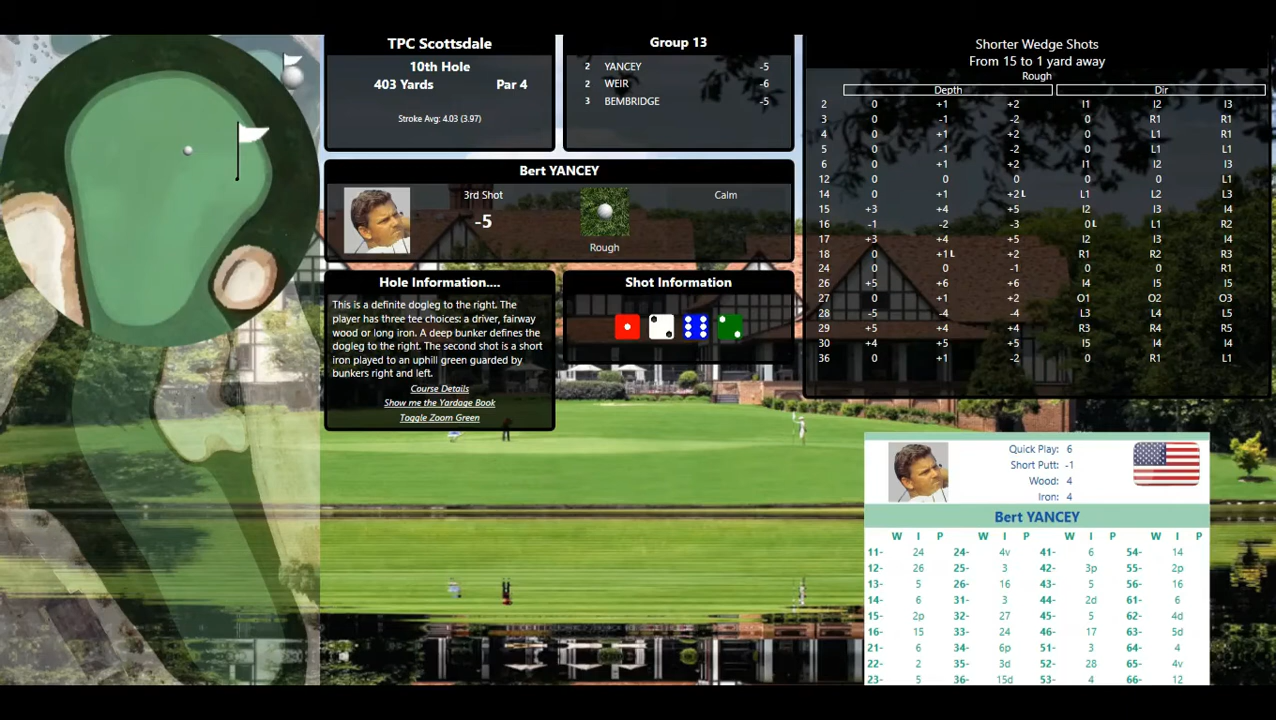 TPC Scottsdale
10th Hole
403 Yards Par 4
Stroke Avg: 4.03 (3.97)
Group 13
2 YANCEY -5
2 WEIR -6
3 BEMBRIDGE -5
Bert YANCEY
3rd Shot
-5
Rough
Calm
Hole Information....
This is a definite dogleg to the right. The
player has three tee choices: a driver, fairway
wood or long iron. A deep bunker defines the
dogleg to the right. The second shot is a short
iron played to an uphill green guarded by
bunkers right and left.
Course Details
Show me the Yardage Book
Toggle Zoom Green
Shot Information
Shorter Wedge Shots
From 15 to 1 yard away
Rough
Depth Dir
2 0 +1 +2 I1 I2 I3
3 0 -1 -2 0 R1 R1
4 0 +1 +2 0 L1 R1
5 0 -1 -2 0 L1 L1
6 0 +1 +2 I1 I2 I3
12 0 0 0 0 0 L1
14 0 +1 +2L L1 L2 L3
15 +3 +4 +5 I2 I3 I4
16 -1 -2 -3 0L L1 R2
17 +3 +4 +5 I2 I3 I4
18 0 +1L +2 R1 R2 R3
24 0 0 -1 0 0 R1
26 +5 +6 +6 I4 I5 I5
27 0 +1 +2 O1 O2 O3
28 -5 -4 -4 L3 L4 L5
29 +5 +4 +4 R3 R4 R5
30 +4 +5 +5 I5 I4 I4
36 0 +1 -2 0 R1 L1
Quick Play: 6
Short Putt: -1
Wood: 4
Iron: 4
Bert YANCEY
W I P W I P W I P W I P
11- 24 24- 4v 41- 6 54- 14
12- 26 25- 3 42- 3p 55- 2p
13- 5 26- 16 43- 5 56- 16
14- 6 31- 3 44- 2d 61- 6
15- 2p 32- 27 45- 5 62- 4d
16- 15 33- 24 46- 17 63- 5d
21- 6 34- 6p 51- 3 64- 4
22- 2 35- 3d 52- 28 65- 4v
23- 5 36- 15d 53- 4 66- 12